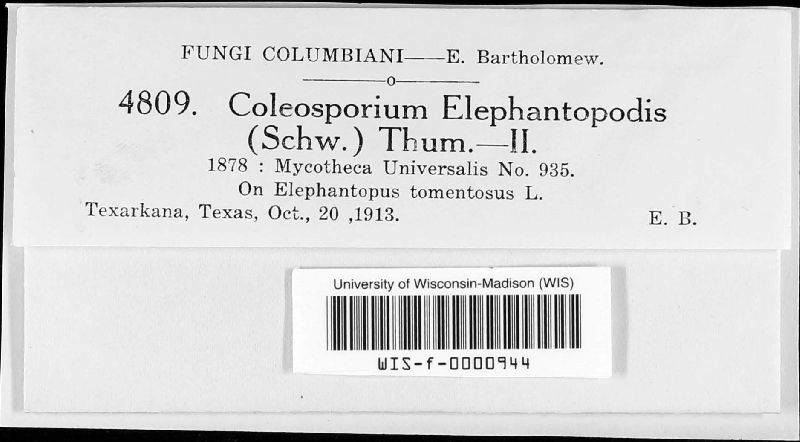 FUNGI COLUMBIANI——E. Bartholomew.
4809. Coleosporium Elephantopodis
(Schw.) Thum.—II.
1878 : Mycotheca Universalis No. 935.
On Elephantopus tomentosus L.
Texarkana, Texas, Oct., 20 ,1913. E. B.
University of Wisconsin-Madison (WIS)
WIS-f-0000944